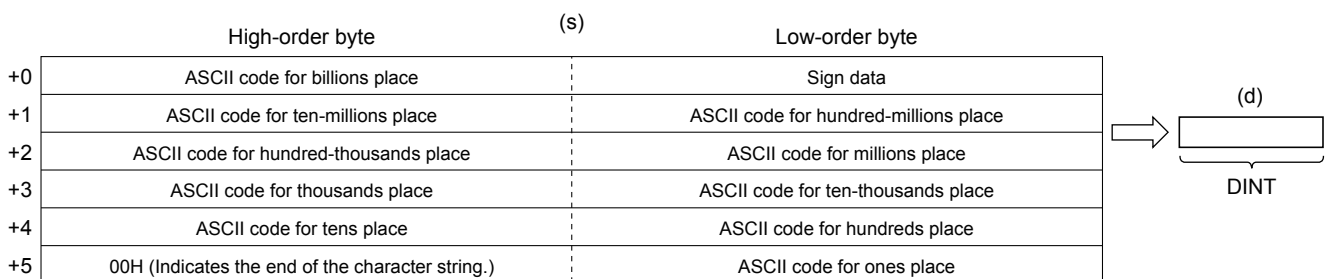 (s)
High-order byte Low-order byte
+0 ASCII code for billions place Sign data
+1 ASCII code for ten-millions place ASCII code for hundred-millions place
(d)
+2 ASCII code for hundred-thousands place ASCII code for millions place
+3 ASCII code for thousands place ASCII code for ten-thousands place
DINT
+4 ASCII code for tens place ASCII code for hundreds place
+5 00H (Indicates the end of the character string.) ASCII code for ones place